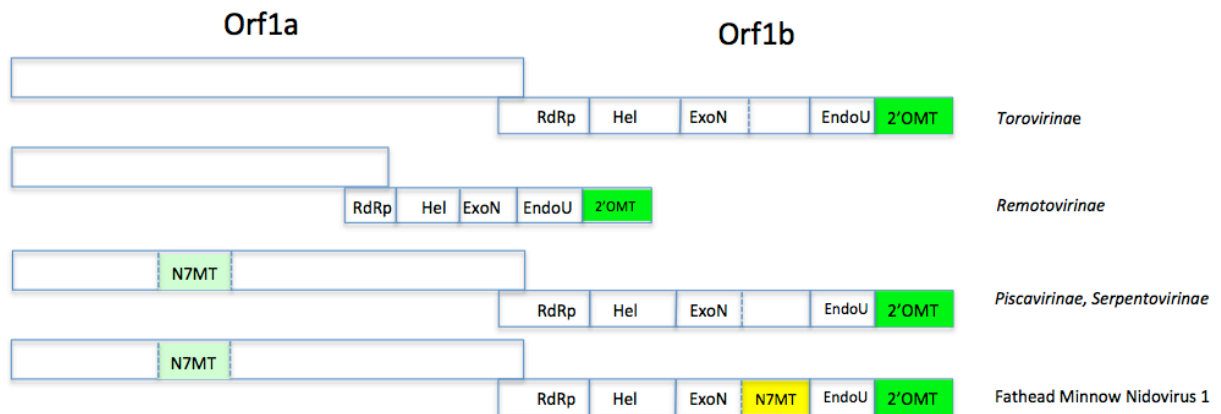 Orf1a
Orf1b
RdRp Hel ExoN EndoU 2'OMT Torovirinae
RdRp Hel ExoN EndoU 2'OMT Remotovirinae
N7MT
RdRp Hel ExoN EndoU 2'OMT Piscavirinae, Serpentovirinae
N7MT
RdRp Hel ExoN N7MT EndoU 2'OMT Fathead Minnow Nidovirus 1